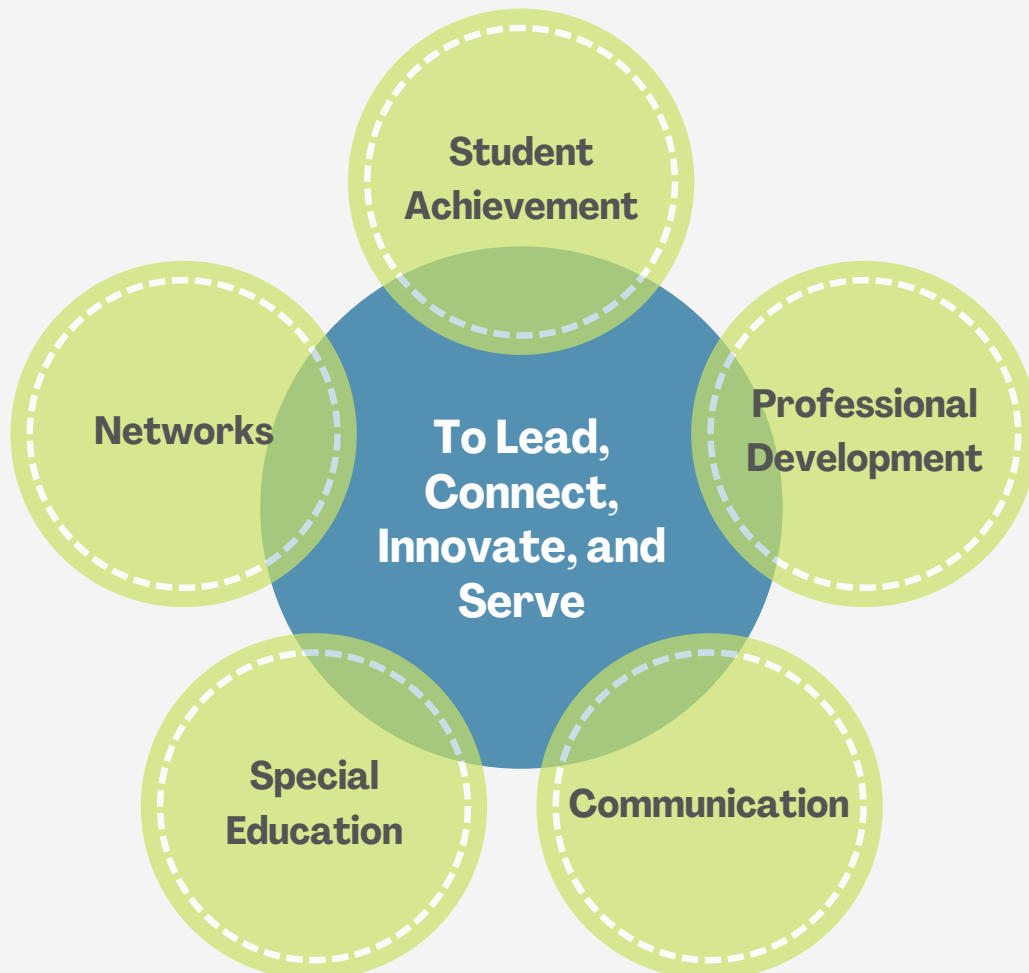 Student
Achievement
Networks
Professional
Development
To Lead,
Connect,
Innovate, and
Serve
Special
Education
Communication